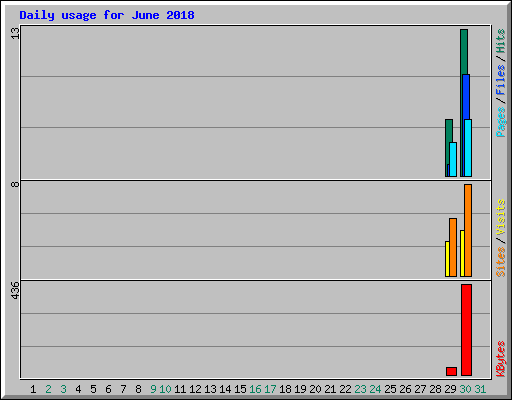 Daily usage for June 2018
13
8
436
Pages / Files / Hits
Sites / Visits
KBytes
1 2 3 4 5 6 7 8 9 10 11 12 13 14 15 16 17 18 19 20 21 22 23 24 25 26 27 28 29 30 31